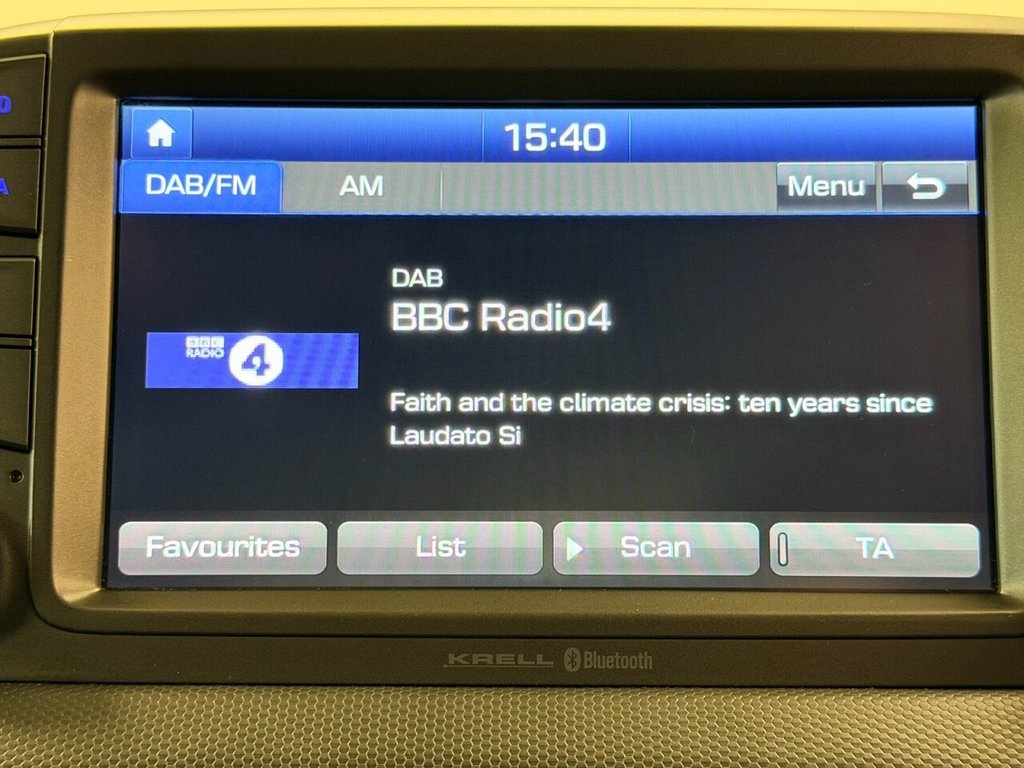 15:40
DAB/FM
AM
Menu
DAB
BBC Radio4
BBC
RADIO
4
Faith and the climate crisis: ten years since
Laudato Si
Favourites
List
Scan
TA
KRELL
Bluetooth